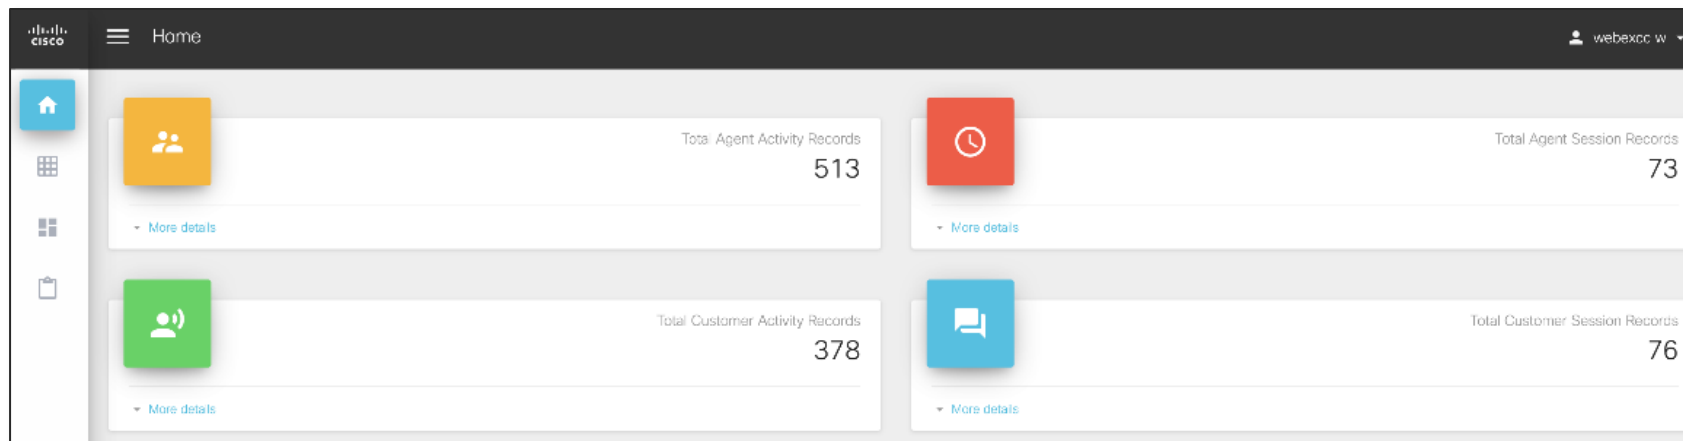 CISCO
Home
webexcc w
Total Agent Activity Records
513
More details
Total Agent Session Records
73
More details
Total Customer Activity Records
378
More details
Total Customer Session Records
76
More details